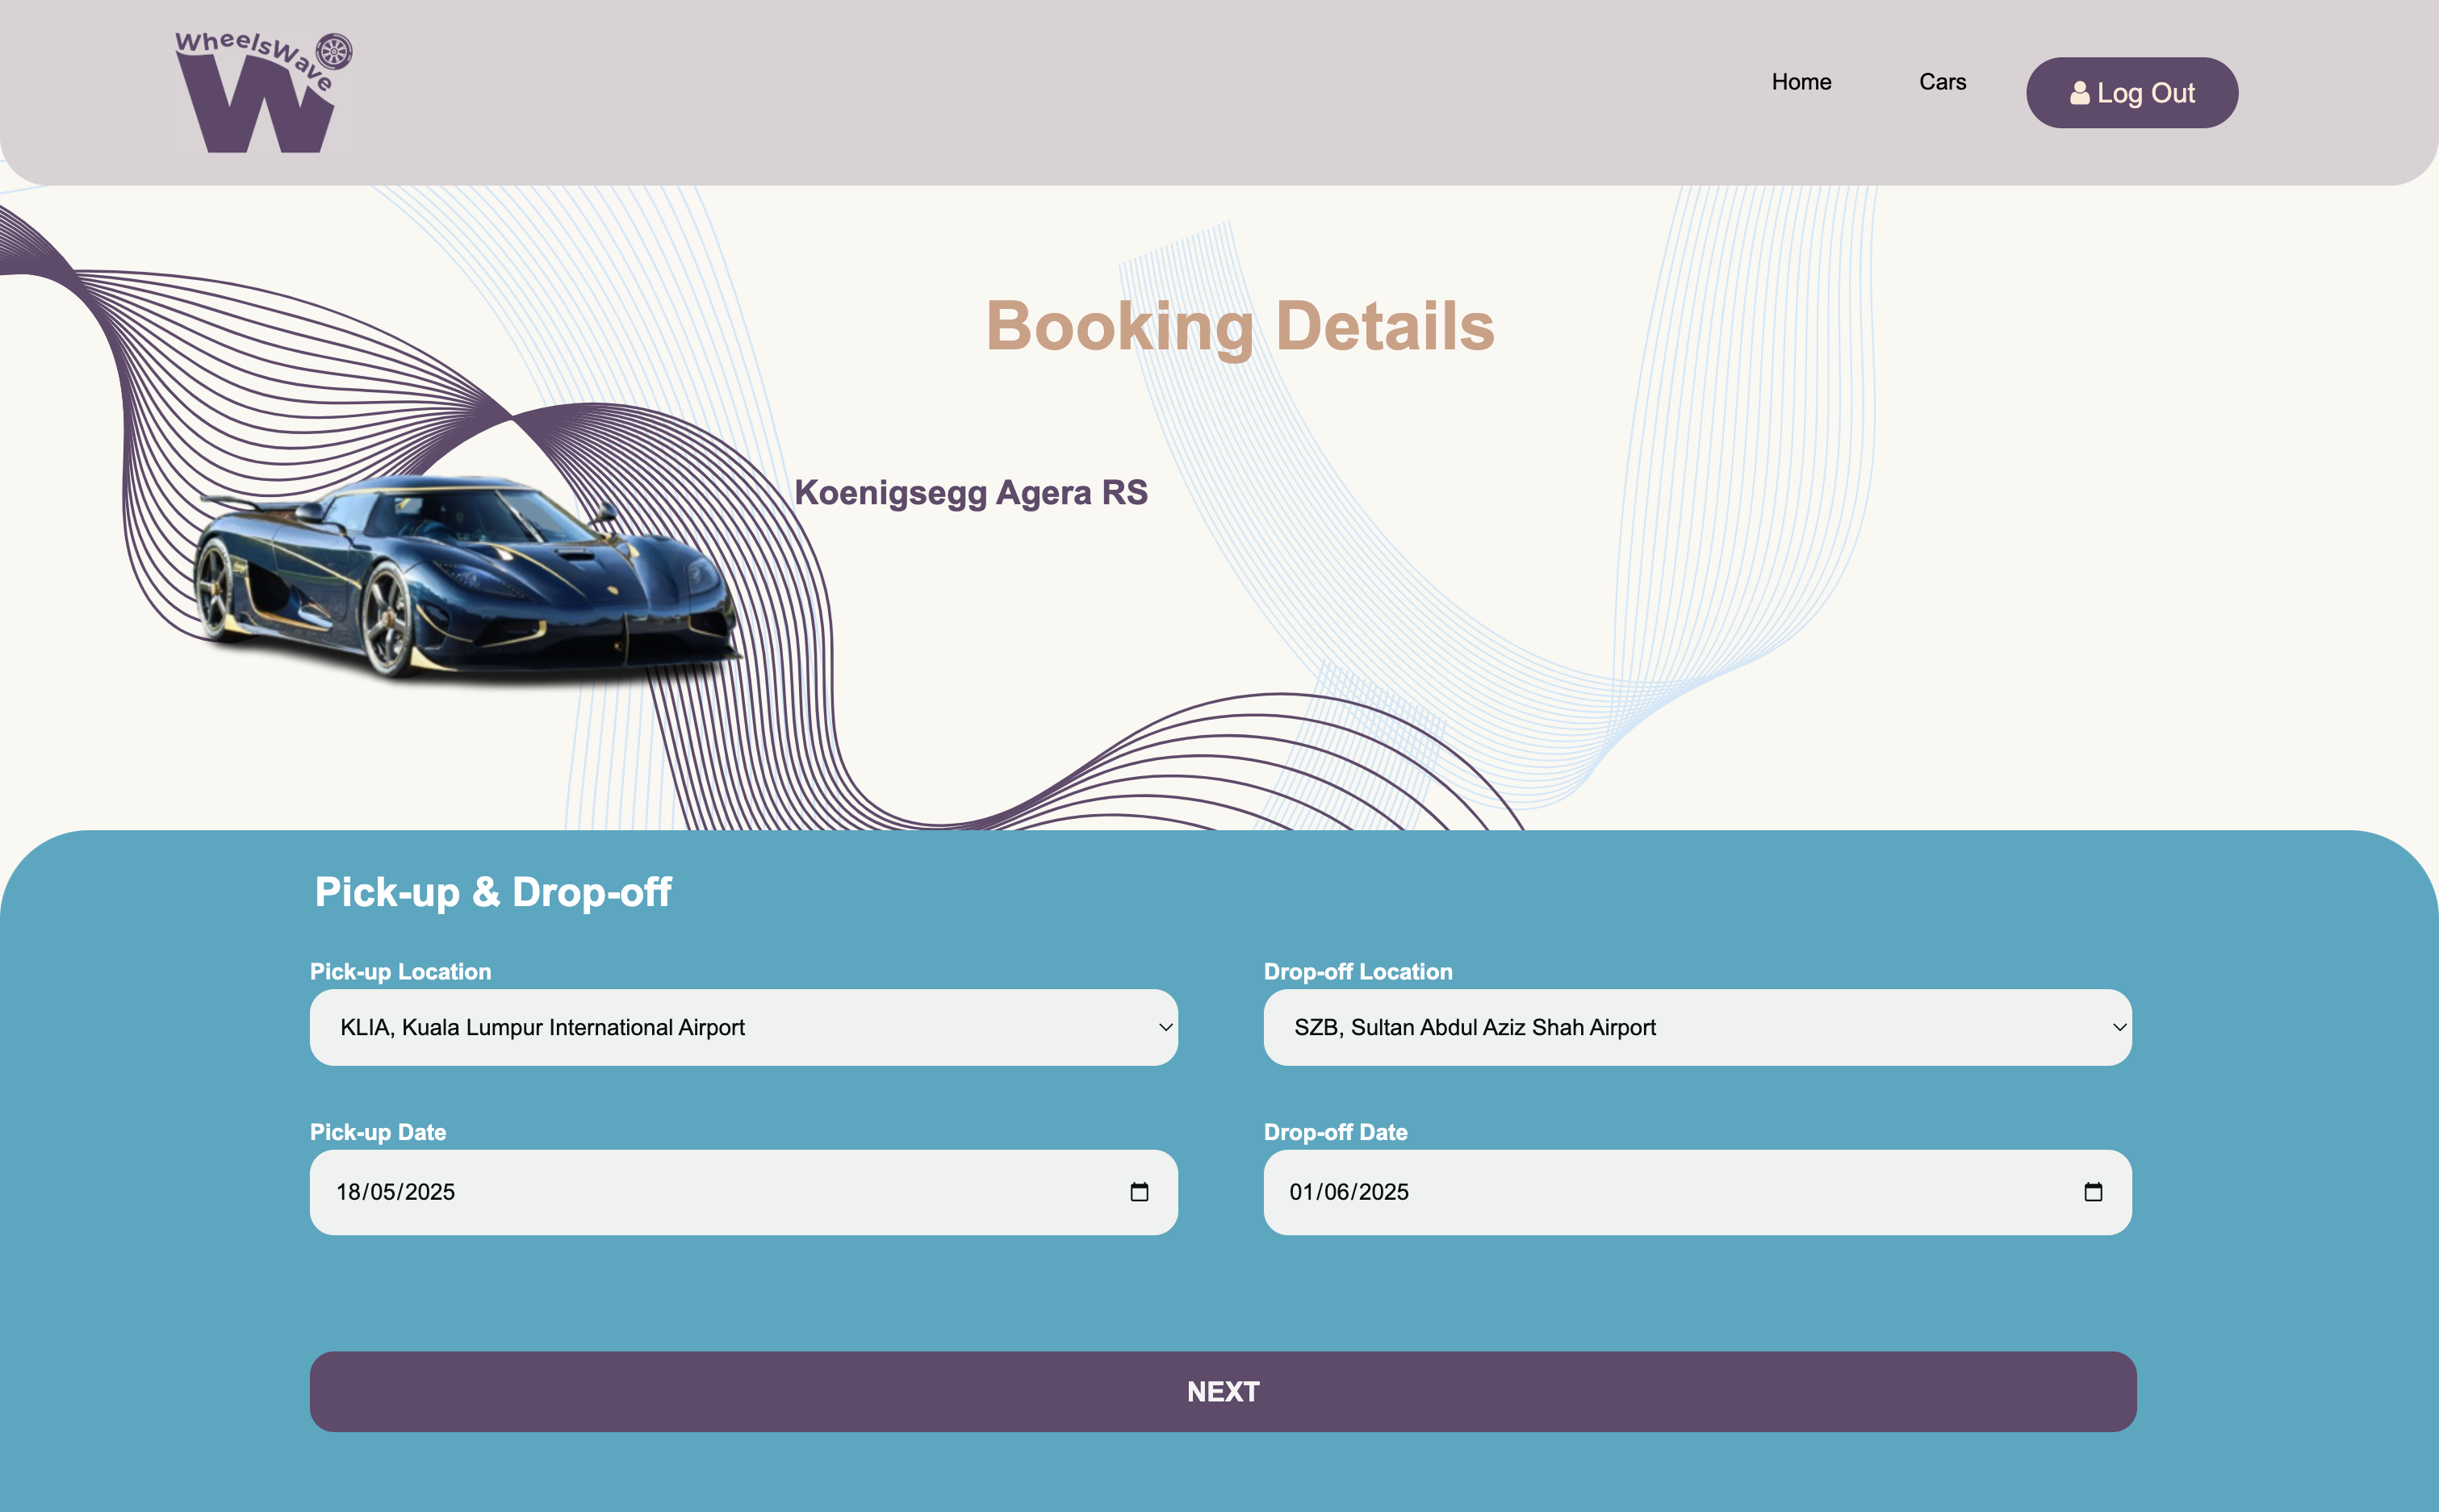 WheelsWave
W
Home
Cars
Log Out
Booking Details
Koenigsegg Agera RS
Pick-up & Drop-off
Pick-up Location
Drop-off Location
KLIA, Kuala Lumpur International Airport
SZB, Sultan Abdul Aziz Shah Airport
Pick-up Date
Drop-off Date
18/05/2025
01/06/2025
NEXT